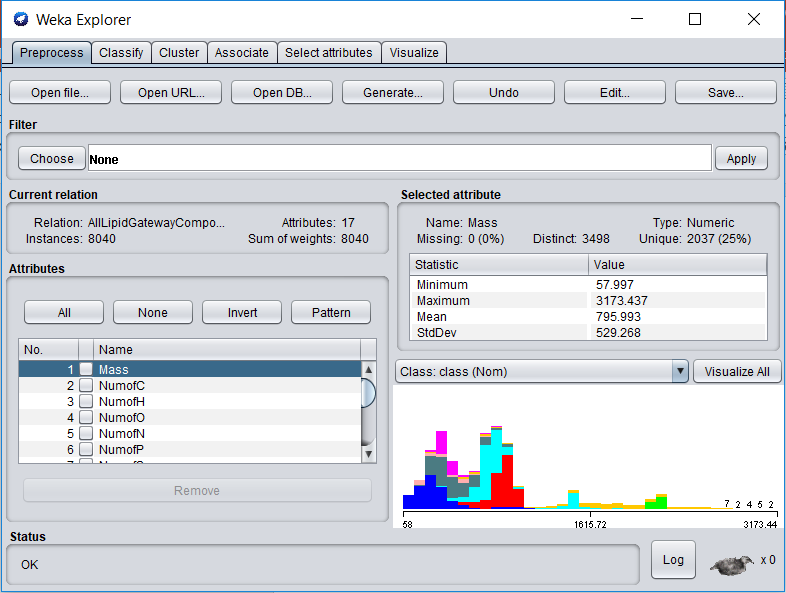 Weka Explorer
Preprocess Classify Cluster Associate Select attributes Visualize
Open file... Open URL... Open DB... Generate... Undo Edit... Save...
Filter
Choose None Apply
Current relation
Relation: AllLipidGatewayCompo... Attributes: 17
Instances: 8040 Sum of weights: 8040
Attributes
All None Invert Pattern
No. Name
1 Mass
2 NumofC
3 NumofH
4 NumofO
5 NumofN
6 NumofP
Remove
Selected attribute
Name: Mass Type: Numeric
Missing: 0 (0%) Distinct: 3498 Unique: 2037 (25%)
Statistic Value
Minimum 57.997
Maximum 3173.437
Mean 795.993
StdDev 529.268
Class: class (Nom) Visualize All
7 2 4 5 2
58 1615.72 3173.44
Status
OK
Log x 0